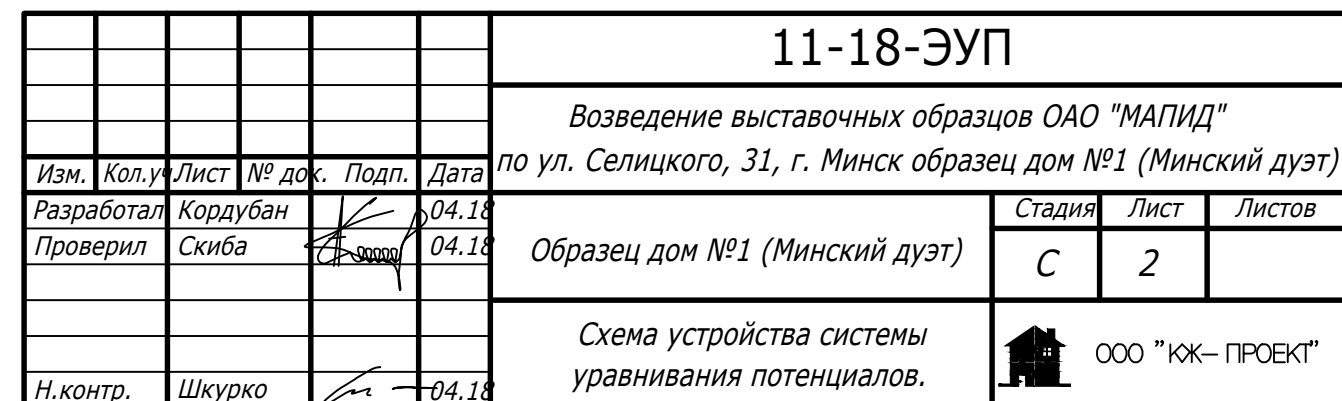 11-18-ЭУП
Возведение выставочных образцов ОАО "МАПИД"
по ул. Селицкого, 31, г. Минск образец дом №1 (Минский дуэт)
Изм. Кол.уч Лист № док. Подп. Дата
Разработал Кордубан 04.18
Проверил Скиба 04.18
Образец дом №1 (Минский дуэт)
Стадия Лист Листов
С 2
Схема устройства системы
уравнивания потенциалов.
ООО "КЖ– ПРОЕКТ"
Н.контр. Шкурко 04.18